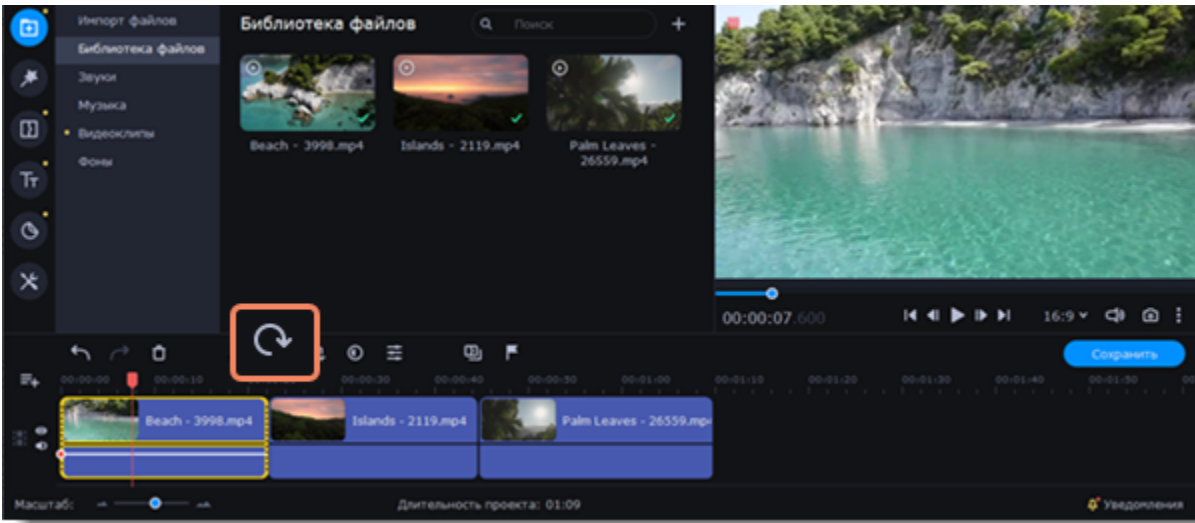 Импорт файлов
Библиотека файлов
Звуки
Музыка
Видеоклипы
Фоны
Tт
Библиотека файлов
Поиск
Beach - 3998.mp4
Islands - 2119.mp4
Palm Leaves -
26559.mp4
00:00:07.600
16:9
Сохранить
00:00:00 00:00:10 00:00:30 00:00:40 00:00:50 00:01:00 00:01:10 00:01:20 00:01:30 00:01:40 00:01:50 00
Beach - 3998.mp4 Islands - 2119.mp4 Palm Leaves - 26559.mp
Масштаб:
Длительность проекта: 01:09
Уведомления